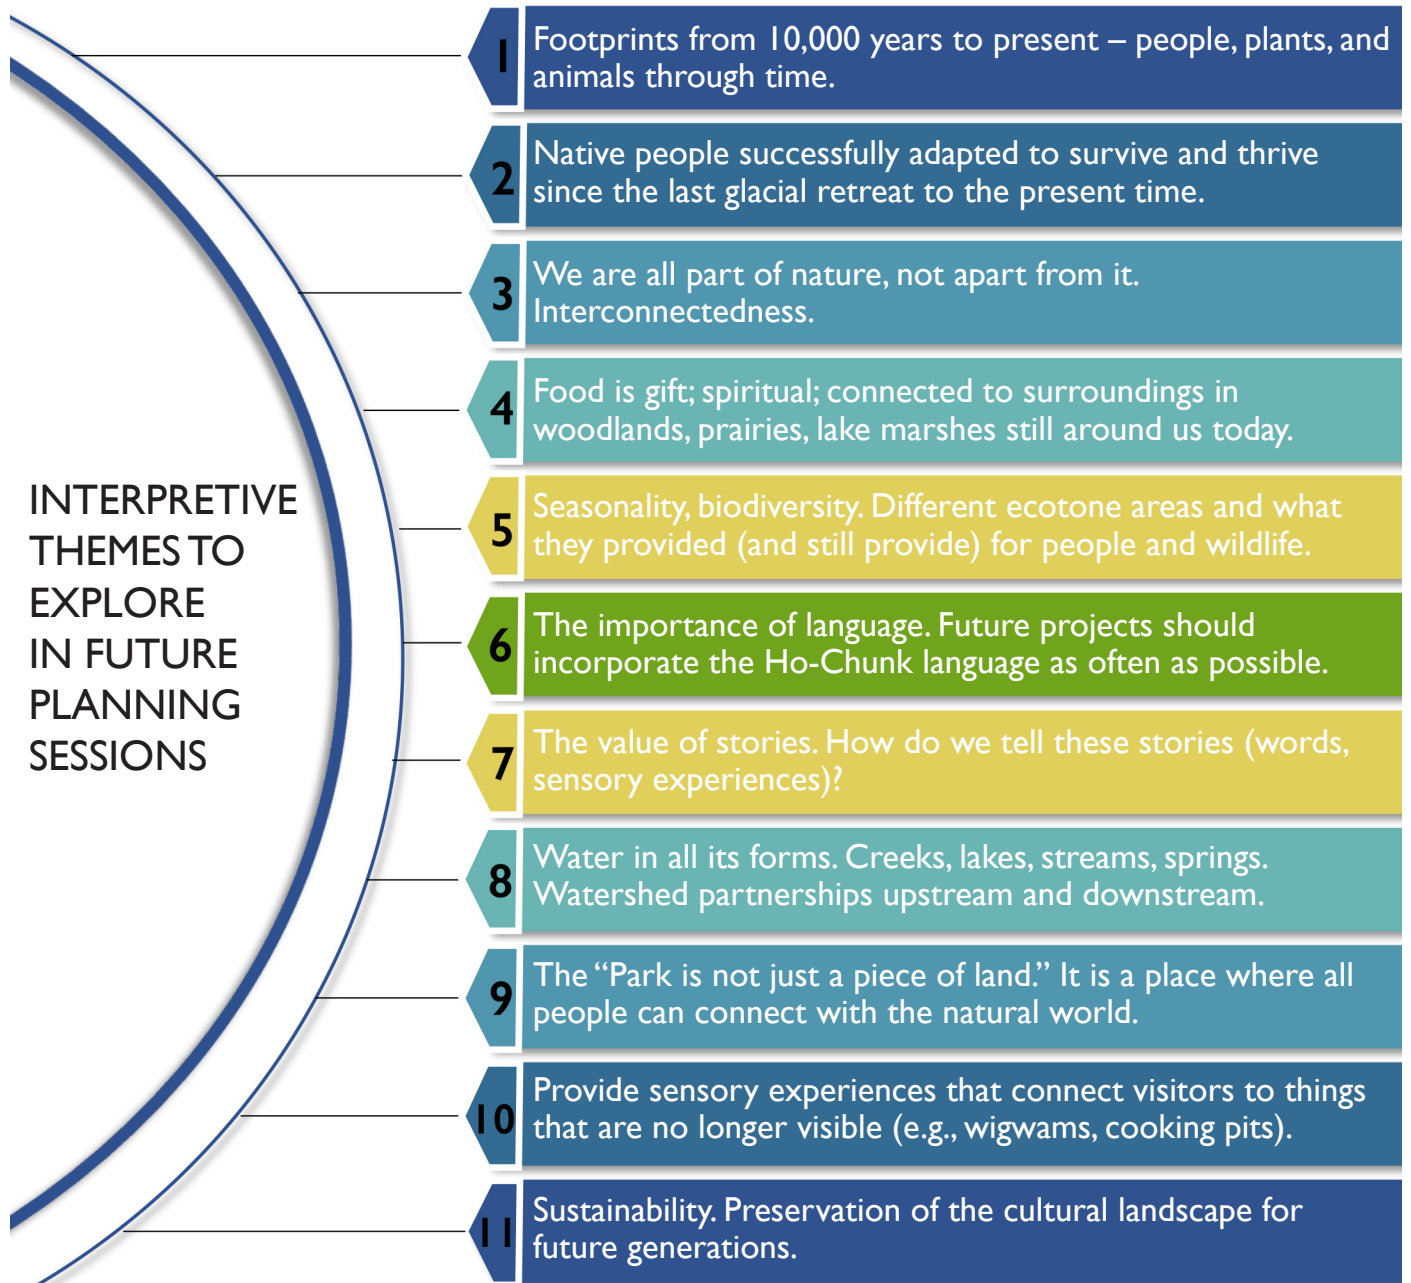 INTERPRETIVE
THEMES TO
EXPLORE
IN FUTURE
PLANNING
SESSIONS
1
Footprints from 10,000 years to present – people, plants, and
animals through time.
2
Native people successfully adapted to survive and thrive
since the last glacial retreat to the present time.
3
We are all part of nature, not apart from it.
Interconnectedness.
4
Food is gift; spiritual; connected to surroundings in
woodlands, prairies, lake marshes still around us today.
5
Seasonality, biodiversity. Different ecotone areas and what
they provided (and still provide) for people and wildlife.
6
The importance of language. Future projects should
incorporate the Ho-Chunk language as often as possible.
7
The value of stories. How do we tell these stories (words,
sensory experiences)?
8
Water in all its forms. Creeks, lakes, streams, springs.
Watershed partnerships upstream and downstream.
9
The “Park is not just a piece of land.” It is a place where all
people can connect with the natural world.
10
Provide sensory experiences that connect visitors to things
that are no longer visible (e.g., wigwams, cooking pits).
11
Sustainability. Preservation of the cultural landscape for
future generations.